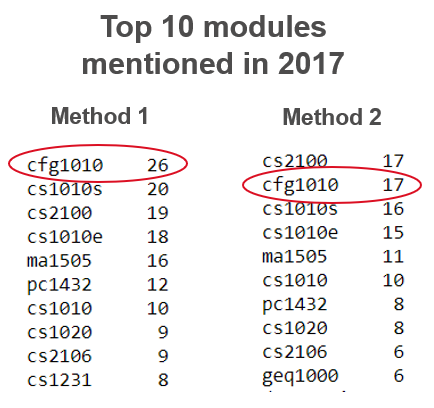 Top 10 modules
mentioned in 2017
Method 1
cfg1010 26
cs1010s 20
cs2100 19
cs1010e 18
ma1505 16
pc1432 12
cs1010 10
cs1020 9
cs2106 9
cs1231 8
Method 2
cs2100 17
cfg1010 17
cs1010s 16
cs1010e 15
ma1505 11
cs1010 10
pc1432 8
cs1020 8
cs2106 6
geq1000 6